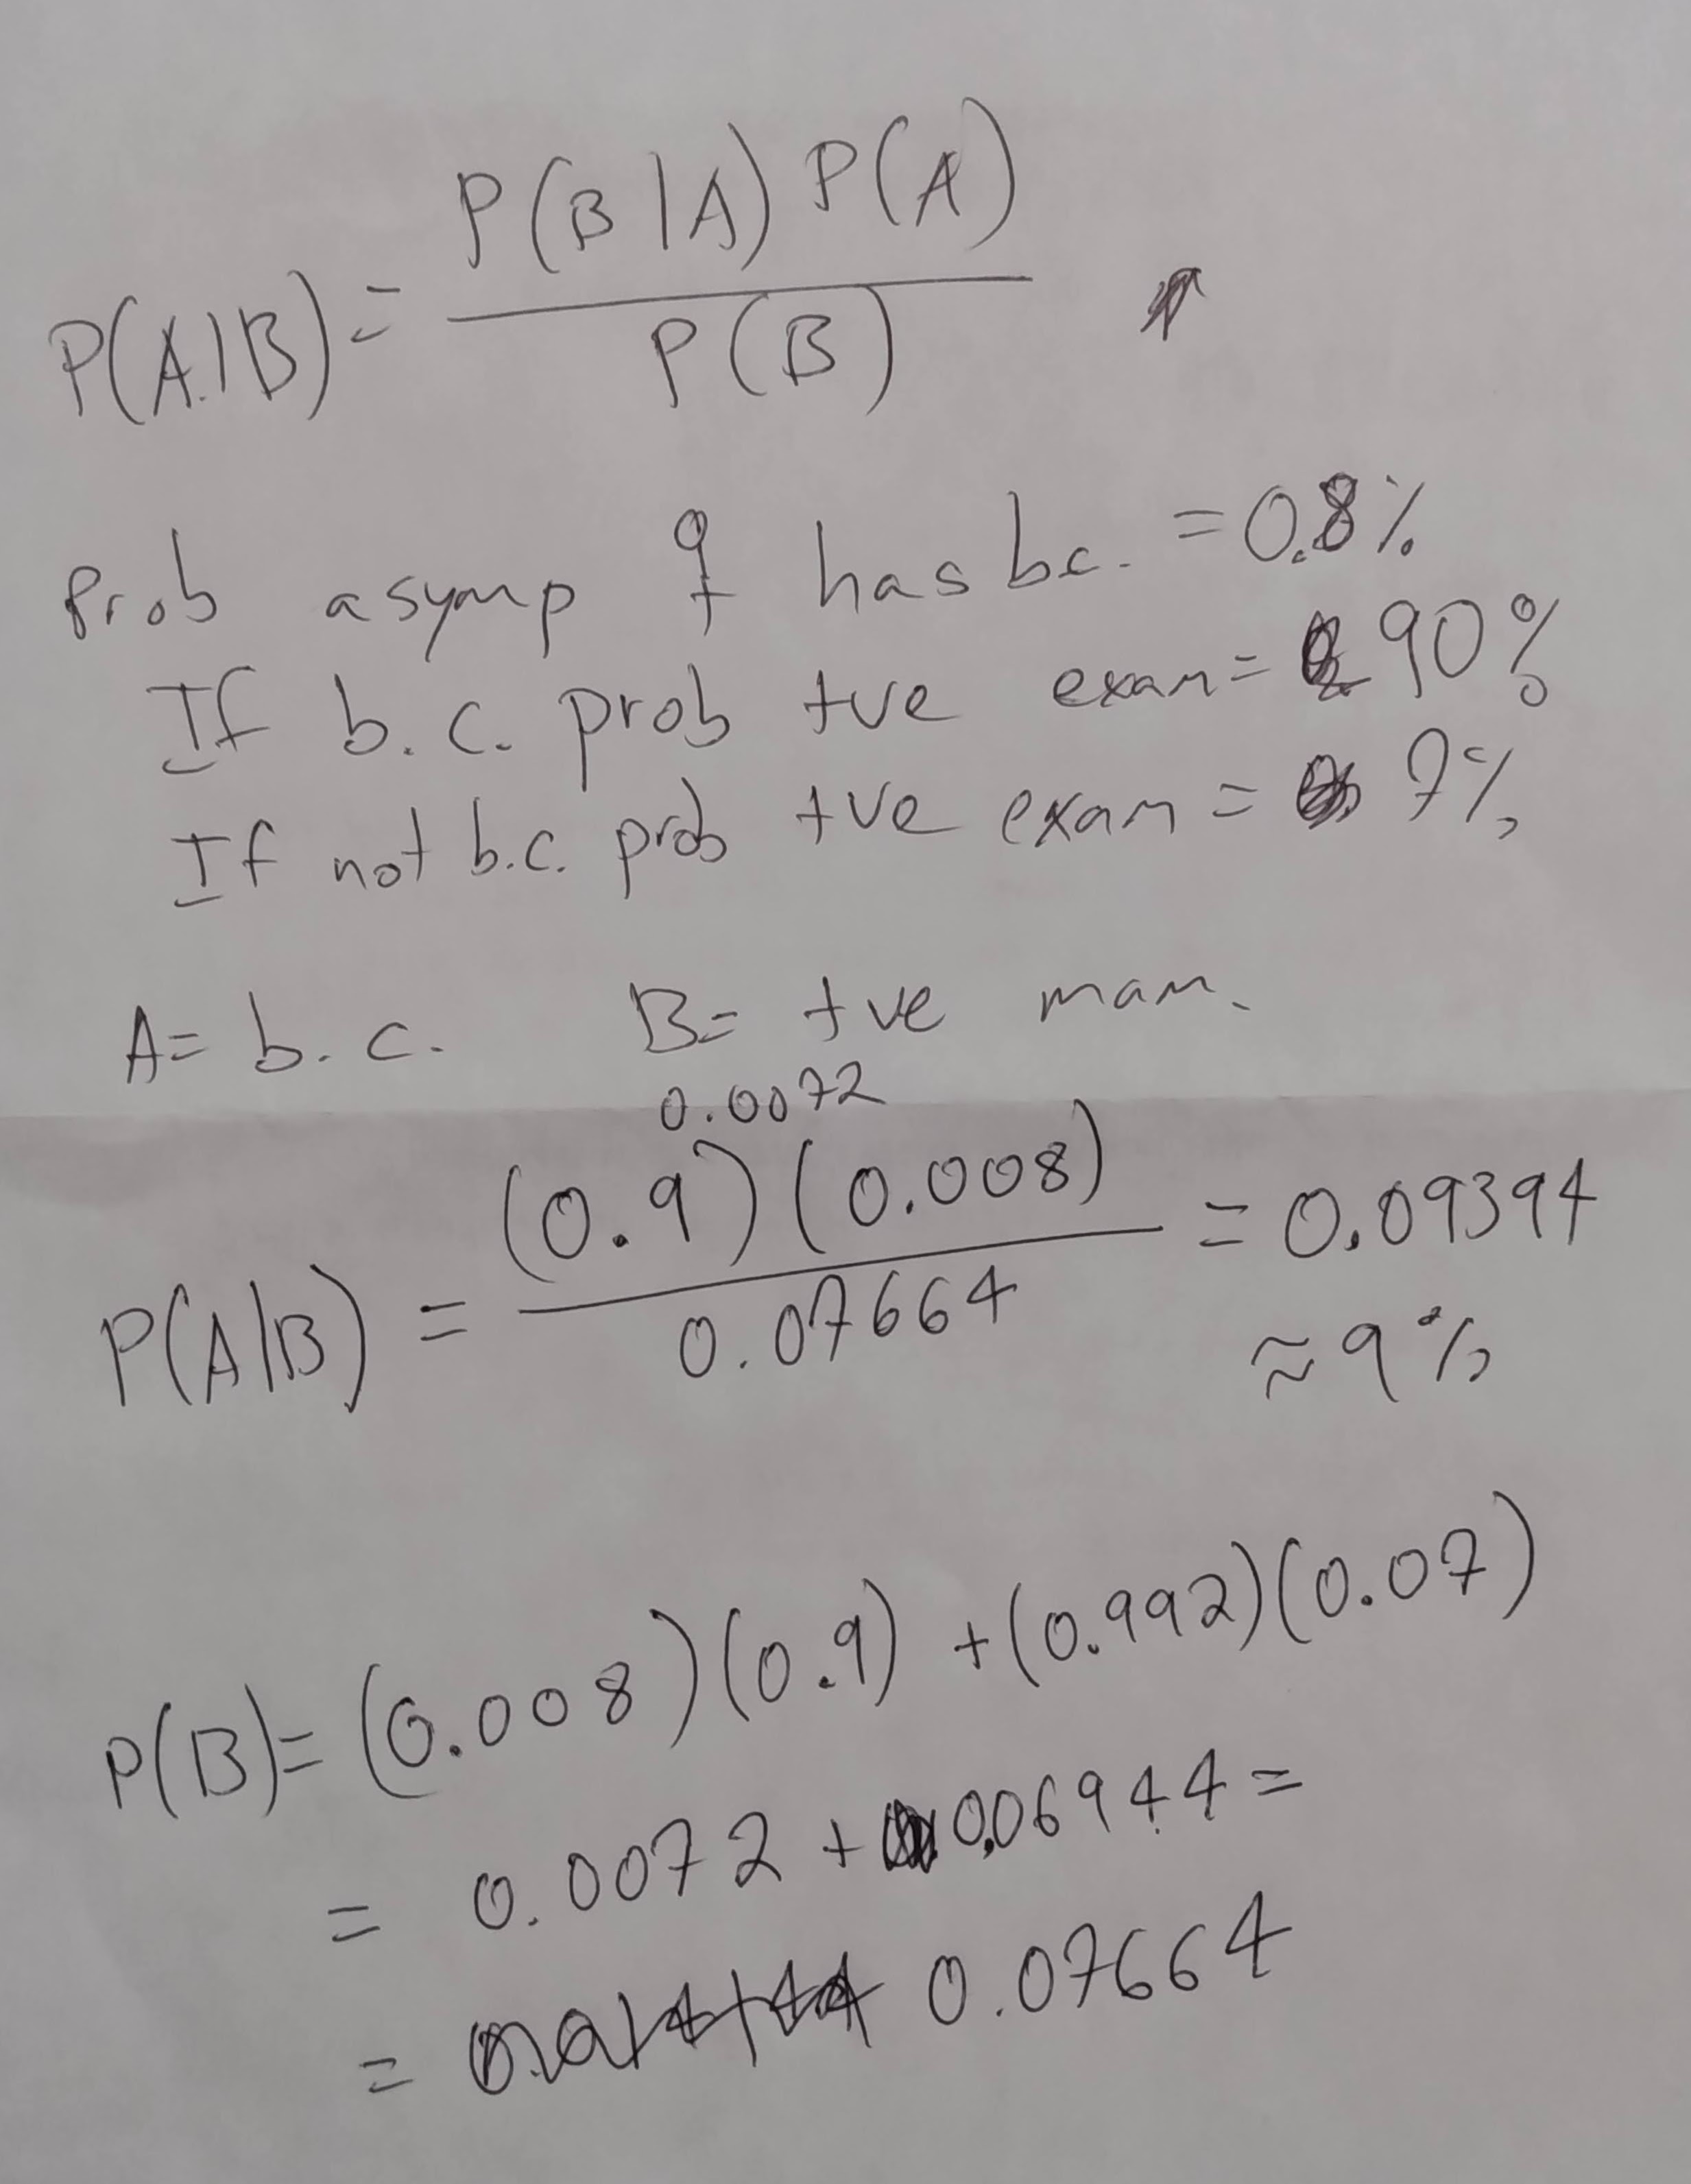 P(A|B) = P(B|A) P(A) / P(B)
Prob asymp ♀ has bc. = 0.8%
If b.c. prob +ve exam = 90%
If not b.c. prob +ve exam = 7%
A = b.c. B = +ve mam.
0.0072
P(A|B) = (0.9)(0.008) / 0.07664 = 0.09394
≈ 9%
P(B) = (0.008)(0.9) + (0.992)(0.07)
= 0.0072 + 0.06944 =
= 0.07664